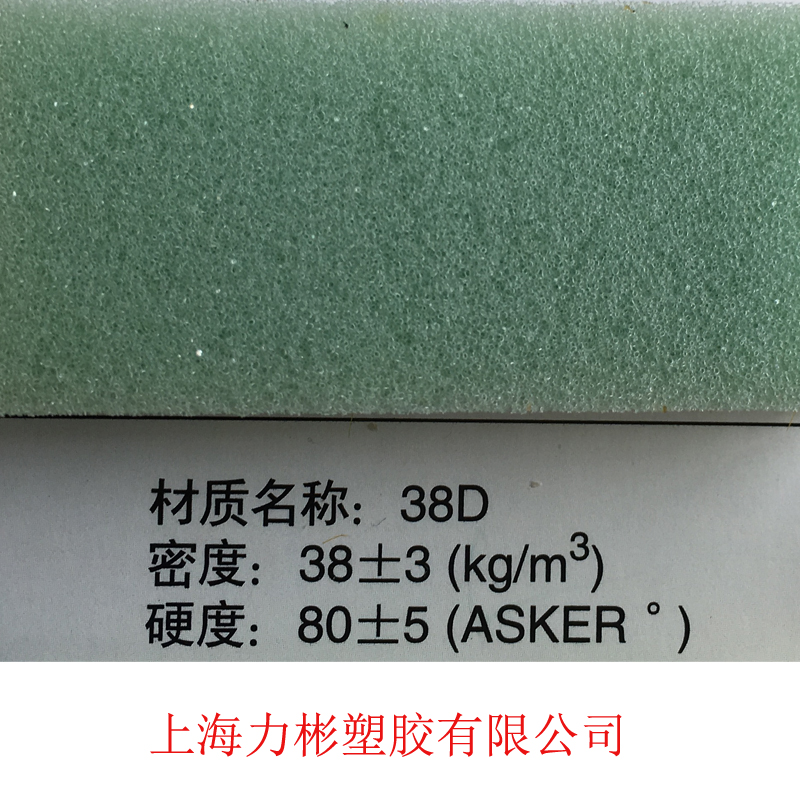 材质名称：38D
密度：38±3 (kg/m³)
硬度：80±5 (ASKER °)
上海力彬塑胶有限公司